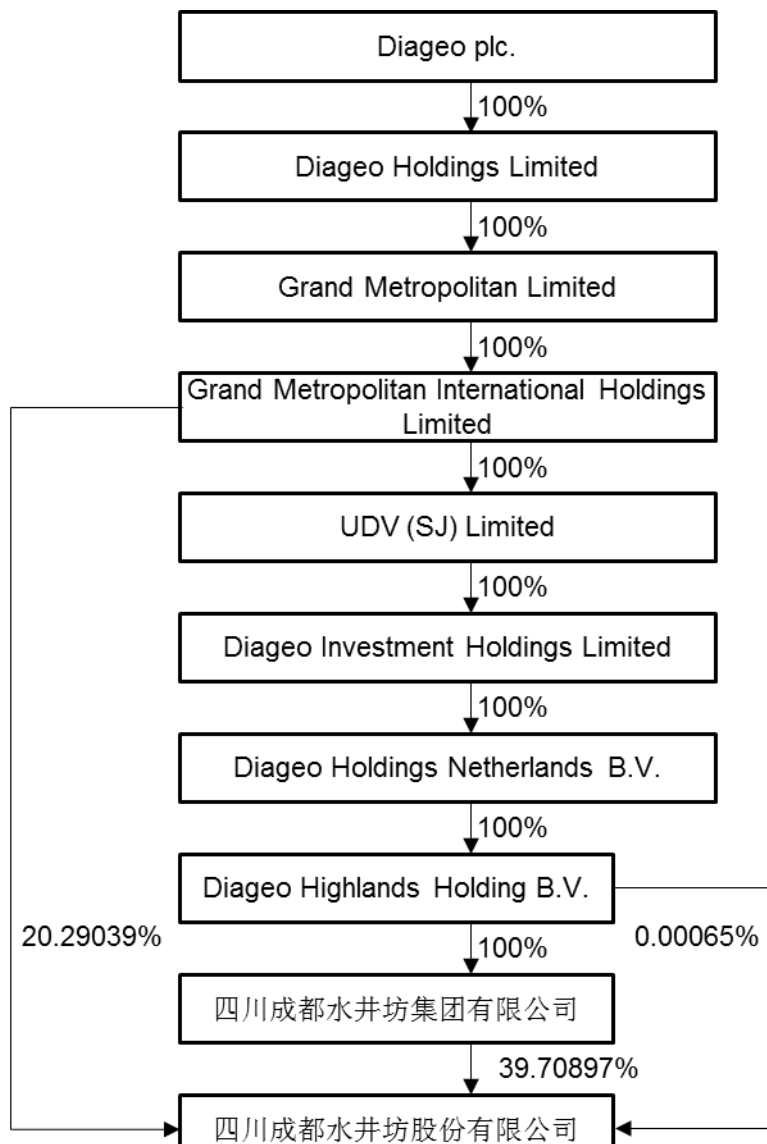 Diageo plc.
100%
Diageo Holdings Limited
100%
Grand Metropolitan Limited
100%
Grand Metropolitan International Holdings
Limited
100%
UDV (SJ) Limited
100%
Diageo Investment Holdings Limited
100%
Diageo Holdings Netherlands B.V.
100%
Diageo Highlands Holding B.V.
20.29039%
100%
0.00065%
四川成都水井坊集团有限公司
39.70897%
四川成都水井坊股份有限公司